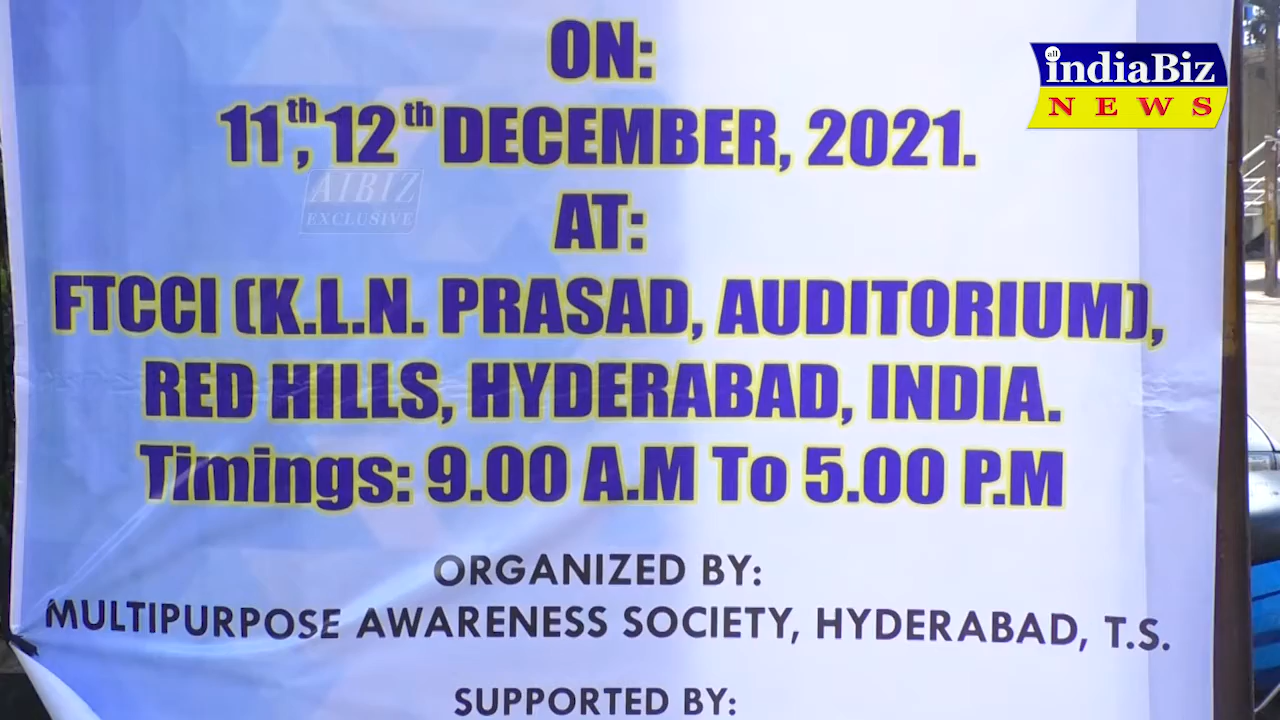 ON:
11th, 12th DECEMBER, 2021.
AT:
FTCCI (K.L.N. PRASAD, AUDITORIUM),
RED HILLS, HYDERABAD, INDIA.
Timings: 9.00 A.M To 5.00 P.M
ORGANIZED BY:
MULTIPURPOSE AWARENESS SOCIETY, HYDERABAD, T.S.
SUPPORTED BY:
all indiaBiz
NEWS
AIBIZ
EXCLUSIVE